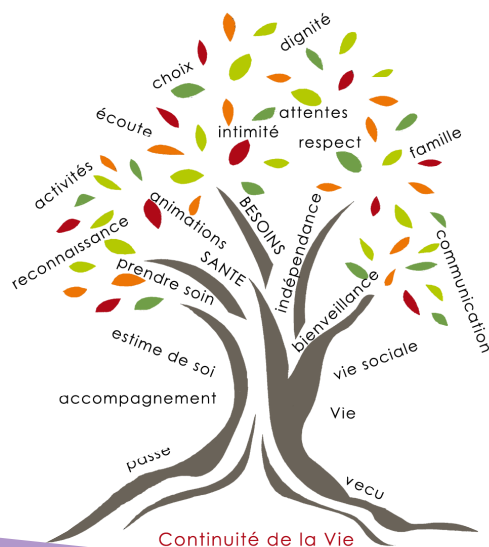 dignité
choix
attentes
écoute
intimité
respect
famille
activités
animations
BESOINS
indépendance
reconnaissance
SANTE
communication
prendre soin
bienveillance
estime de soi
vie sociale
accompagnement
Vie
passé
vécu
Continuité de la Vie